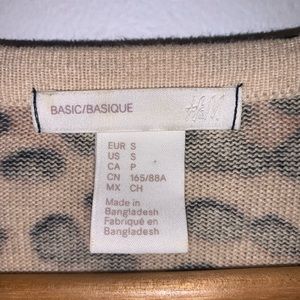 BASIC/BASIQUE
H&M
EUR S
US S
CA P
CN 165/88A
MX CH
Made in
Bangladesh
Fabriqué en
Bangladesh